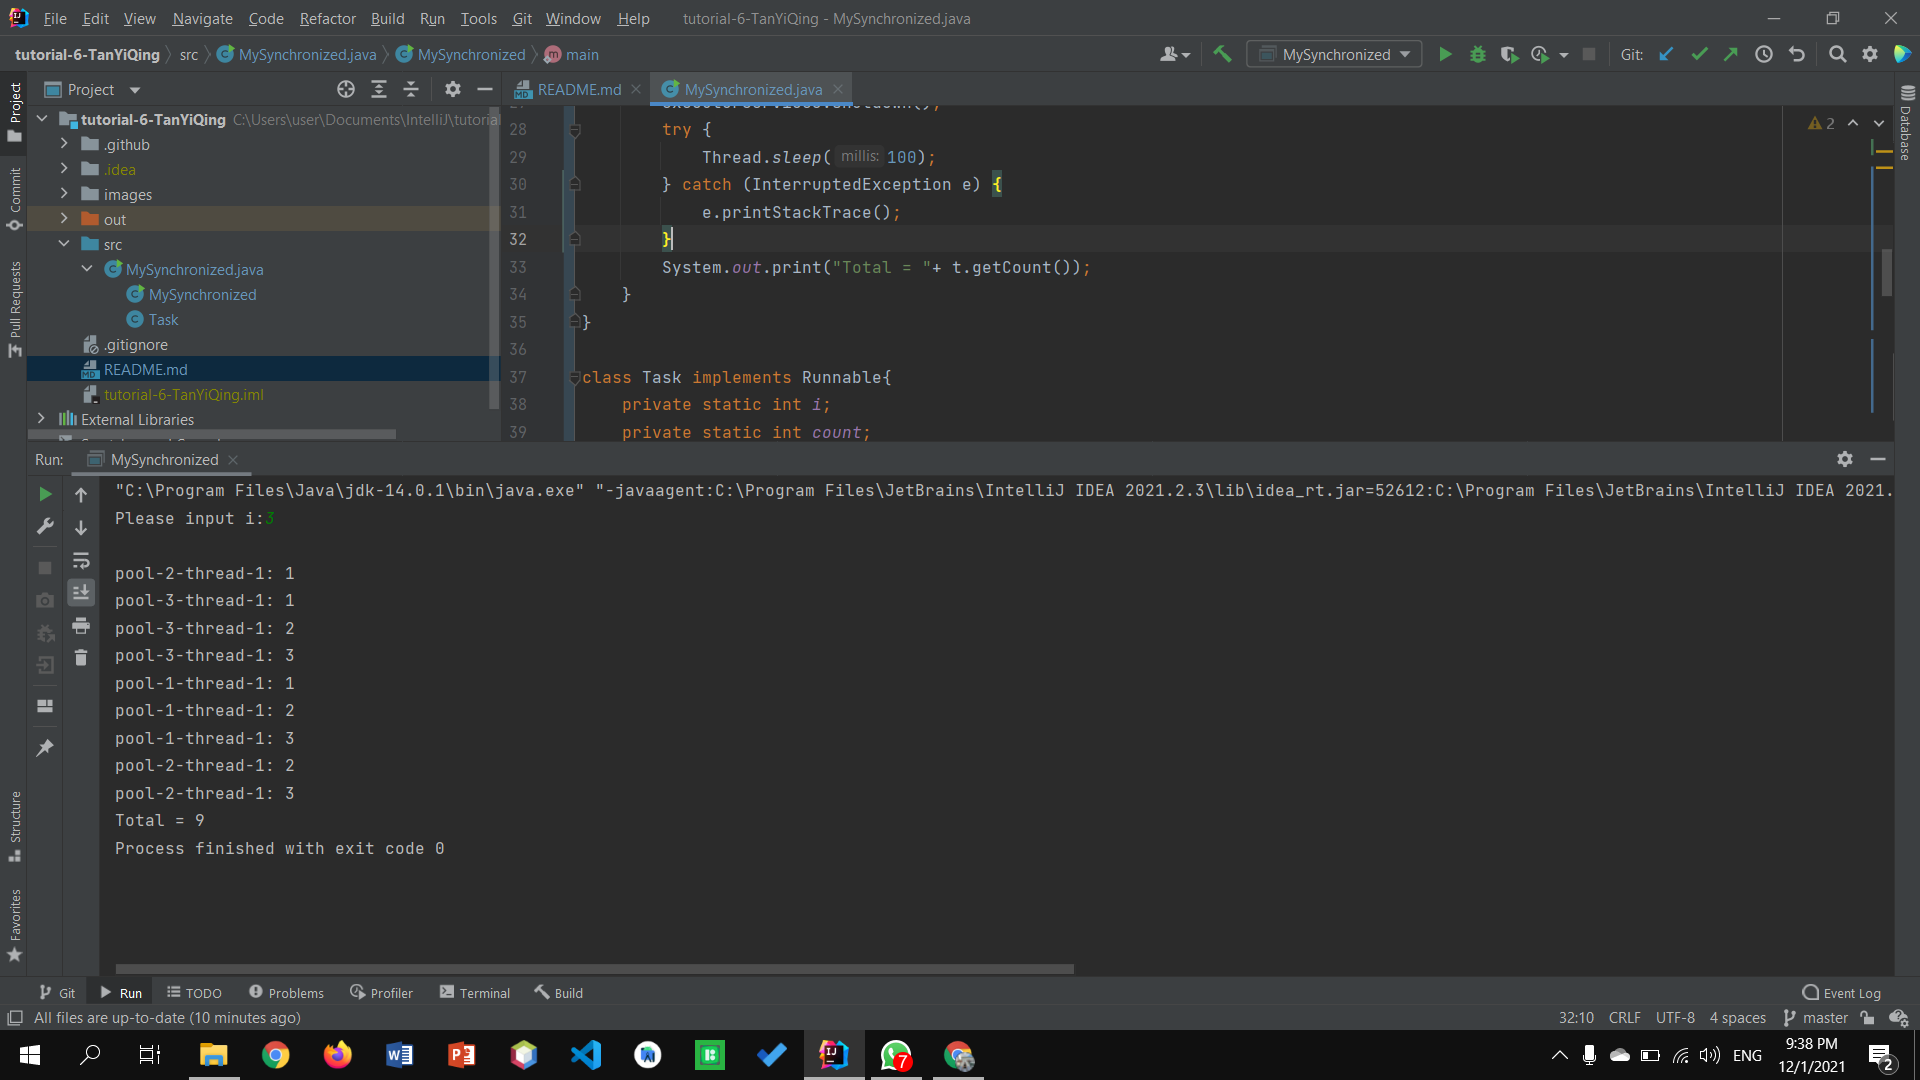 File Edit View Navigate Code Refactor Build Run Tools Git Window Help tutorial-6-TanYiQing - MySynchronized.java
tutorial-6-TanYiQing src MySynchronized.java MySynchronized main MySynchronized Git:
Project README.md MySynchronized.java
tutorial-6-TanYiQing C:\Users\user\Documents\IntelliJ\tutorial
.github
.idea
images
out
src
MySynchronized.java
MySynchronized
Task
.gitignore
README.md
tutorial-6-TanYiQing.iml
External Libraries
Project
Commit
Pull Requests
Structure
Favorites
Database
2
28 try {
29 Thread.sleep( millis: 100);
30 } catch (InterruptedException e) {
31 e.printStackTrace();
32 }
33 System.out.print("Total = "+ t.getCount());
34 }
35 }
36
37 class Task implements Runnable{
38 private static int i;
39 private static int count;
Run: MySynchronized
"C:\Program Files\Java\jdk-14.0.1\bin\java.exe" "-javaagent:C:\Program Files\JetBrains\IntelliJ IDEA 2021.2.3\lib\idea_rt.jar=52612:C:\Program Files\JetBrains\IntelliJ IDEA 2021.
Please input i:3
pool-2-thread-1: 1
pool-3-thread-1: 1
pool-3-thread-1: 2
pool-3-thread-1: 3
pool-1-thread-1: 1
pool-1-thread-1: 2
pool-1-thread-1: 3
pool-2-thread-1: 2
pool-2-thread-1: 3
Total = 9
Process finished with exit code 0
Git Run TODO Problems Profiler Terminal Build Event Log
All files are up-to-date (10 minutes ago) 32:10 CRLF UTF-8 4 spaces master
7 ENG 9:38 PM
12/1/2021 2